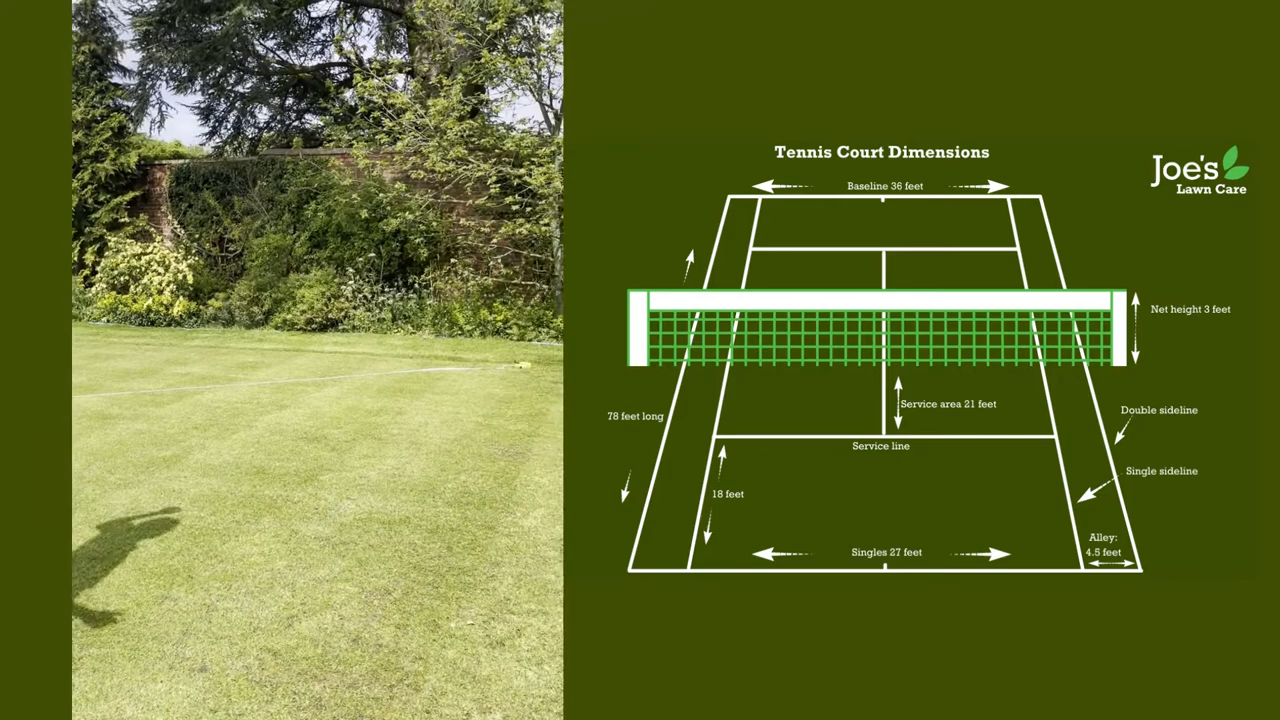 Tennis Court Dimensions
Joe's
Lawn Care
Baseline 36 feet
Net height 3 feet
Service area 21 feet
78 feet long
Double sideline
Service line
Single sideline
18 feet
Alley:
4.5 feet
Singles 27 feet